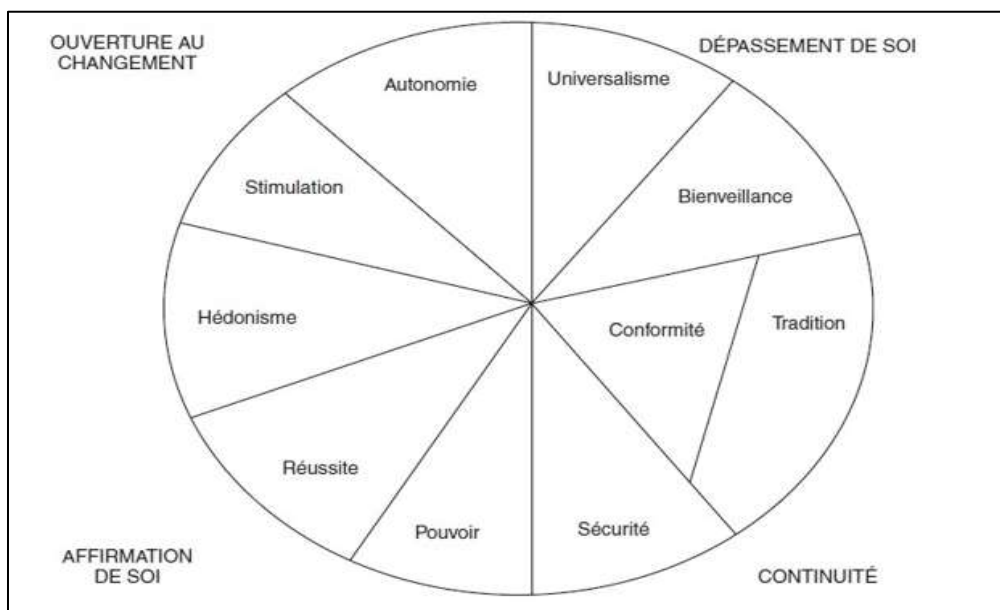 OUVERTURE AU
CHANGEMENT
DÉPASSEMENT DE SOI
Autonomie
Universalisme
Stimulation
Bienveillance
Hédonisme
Conformité
Tradition
Réussite
Pouvoir
Sécurité
AFFIRMATION
DE SOI
CONTINUITÉ